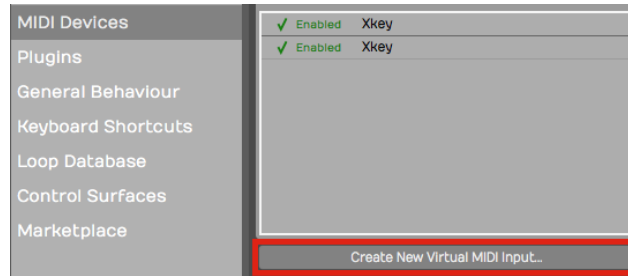 MIDI Devices
Plugins
General Behaviour
Keyboard Shortcuts
Loop Database
Control Surfaces
Marketplace
Enabled Xkey
Enabled Xkey
Create New Virtual MIDI Input...